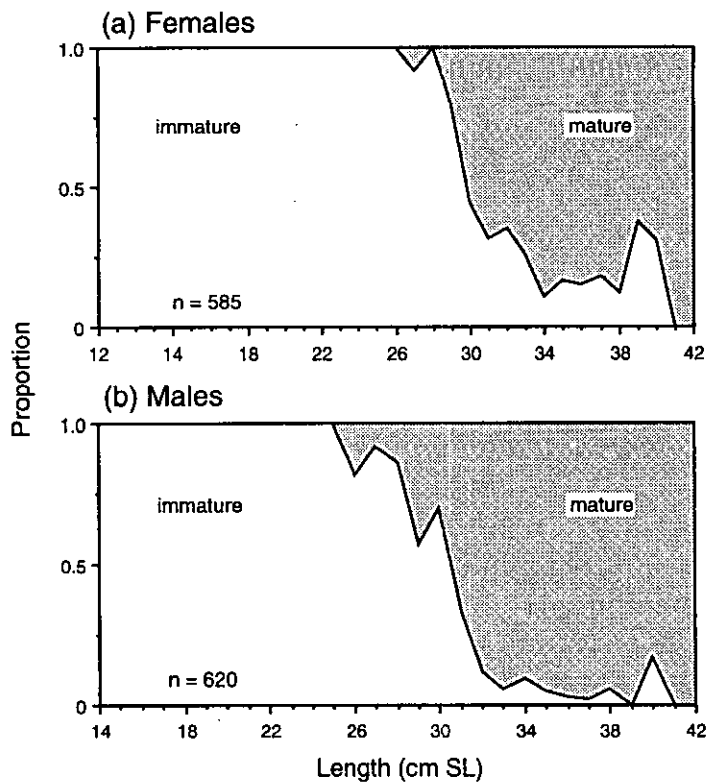 (a) Females
1.0
immature
mature
0.5
n = 585
0
12 14 18 22 26 30 34 38 42
Proportion
(b) Males
1.0
immature
mature
0.5
n = 620
0
14 18 22 26 30 34 38 42
Length (cm SL)